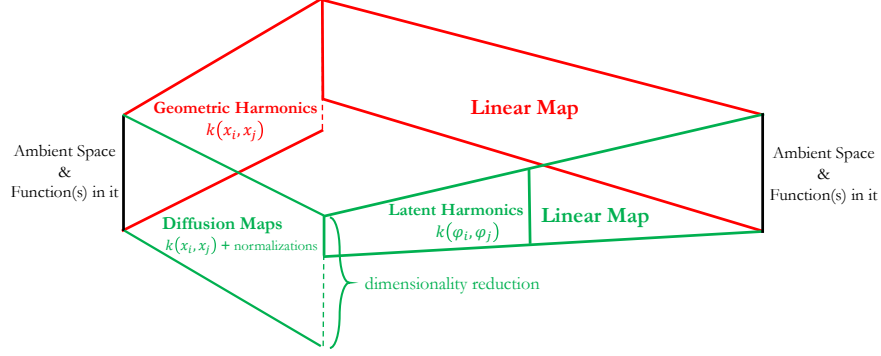 Geometric Harmonics
k(x_i, x_j)
Linear Map
Ambient Space
&
Function(s) in it
Ambient Space
&
Function(s) in it
Diffusion Maps
k(x_i, x_j) + normalizations
Latent Harmonics
k(φ_i, φ_j)
Linear Map
dimensionality reduction